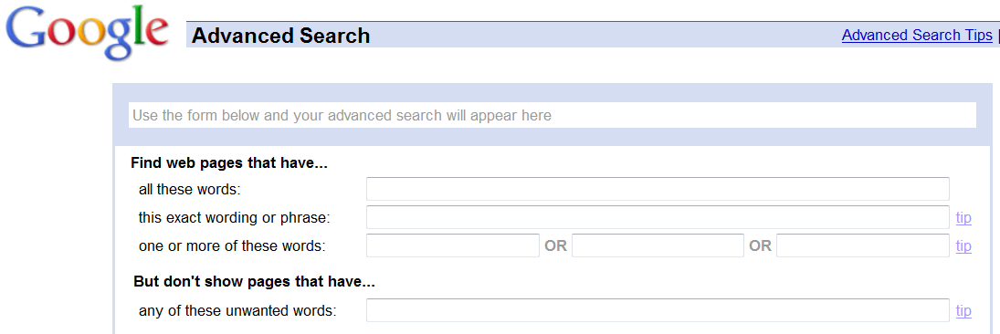 Google Advanced Search Advanced Search Tips |
Use the form below and your advanced search will appear here
Find web pages that have...
all these words:
this exact wording or phrase: tip
one or more of these words: OR OR tip
But don't show pages that have...
any of these unwanted words: tip